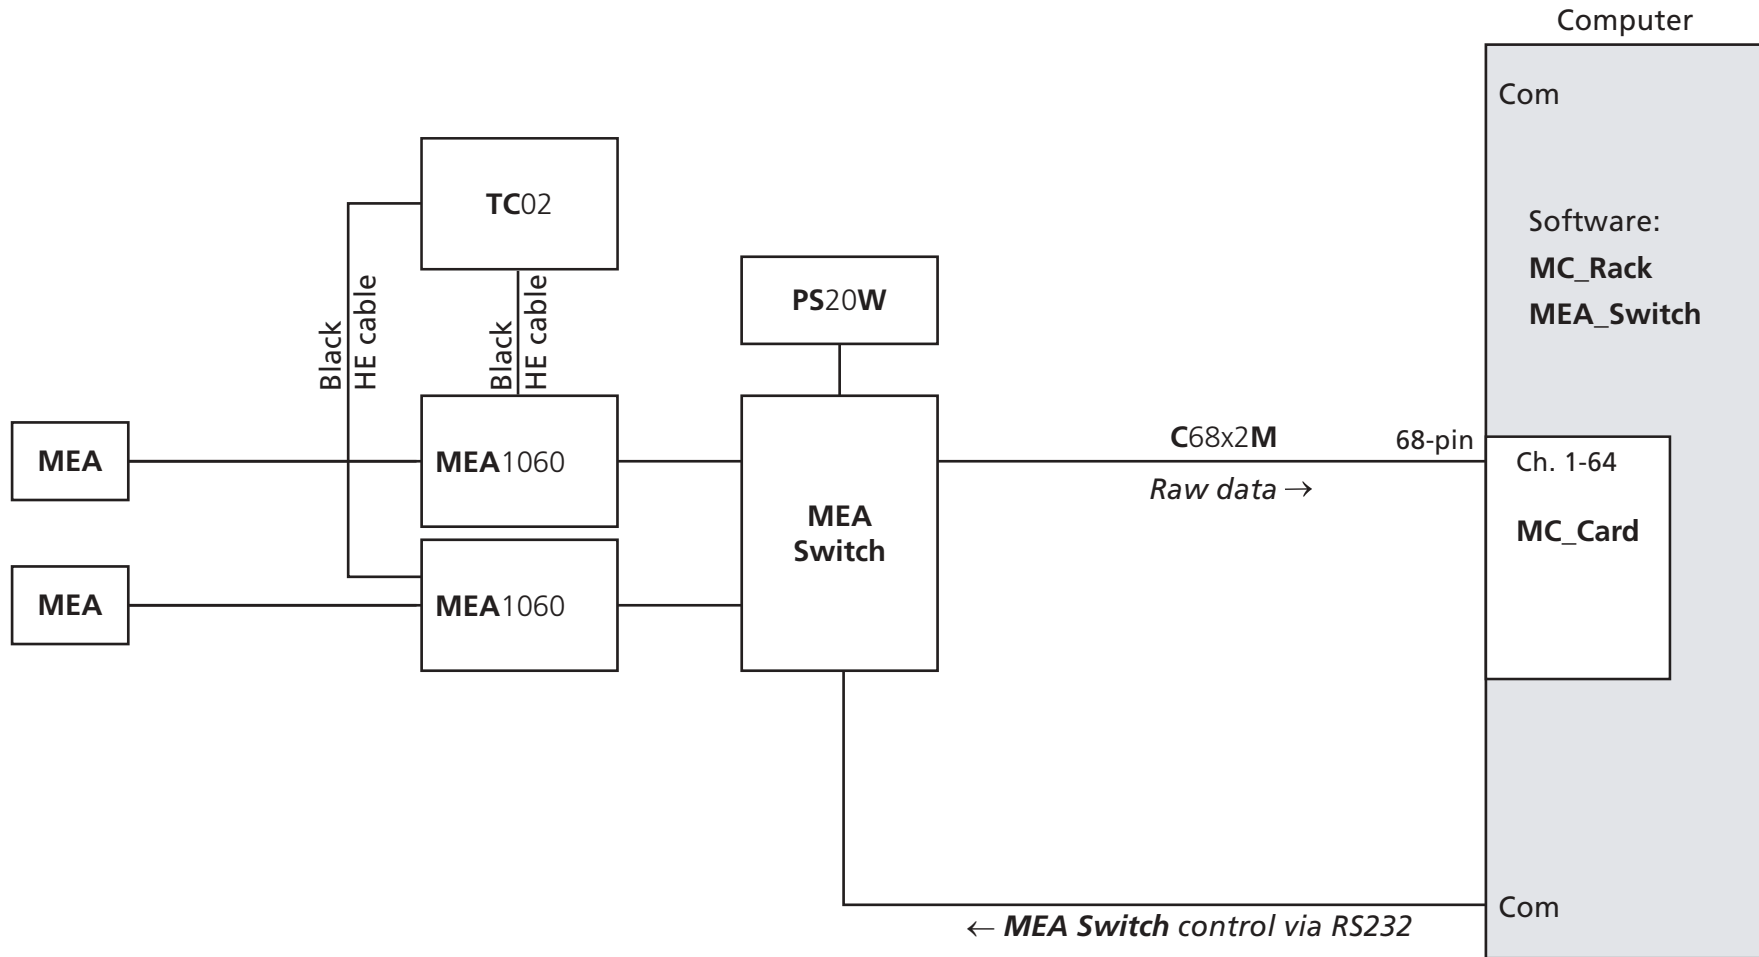 Computer
Com
TC02
Software:
MC_Rack
MEA_Switch
PS20W
Black
HE cable
Black
HE cable
MEA
MEA1060
C68x2M
68-pin
Ch. 1-64
Raw data →
MEA
Switch
MC_Card
MEA
MEA1060
Com
← MEA Switch control via RS232